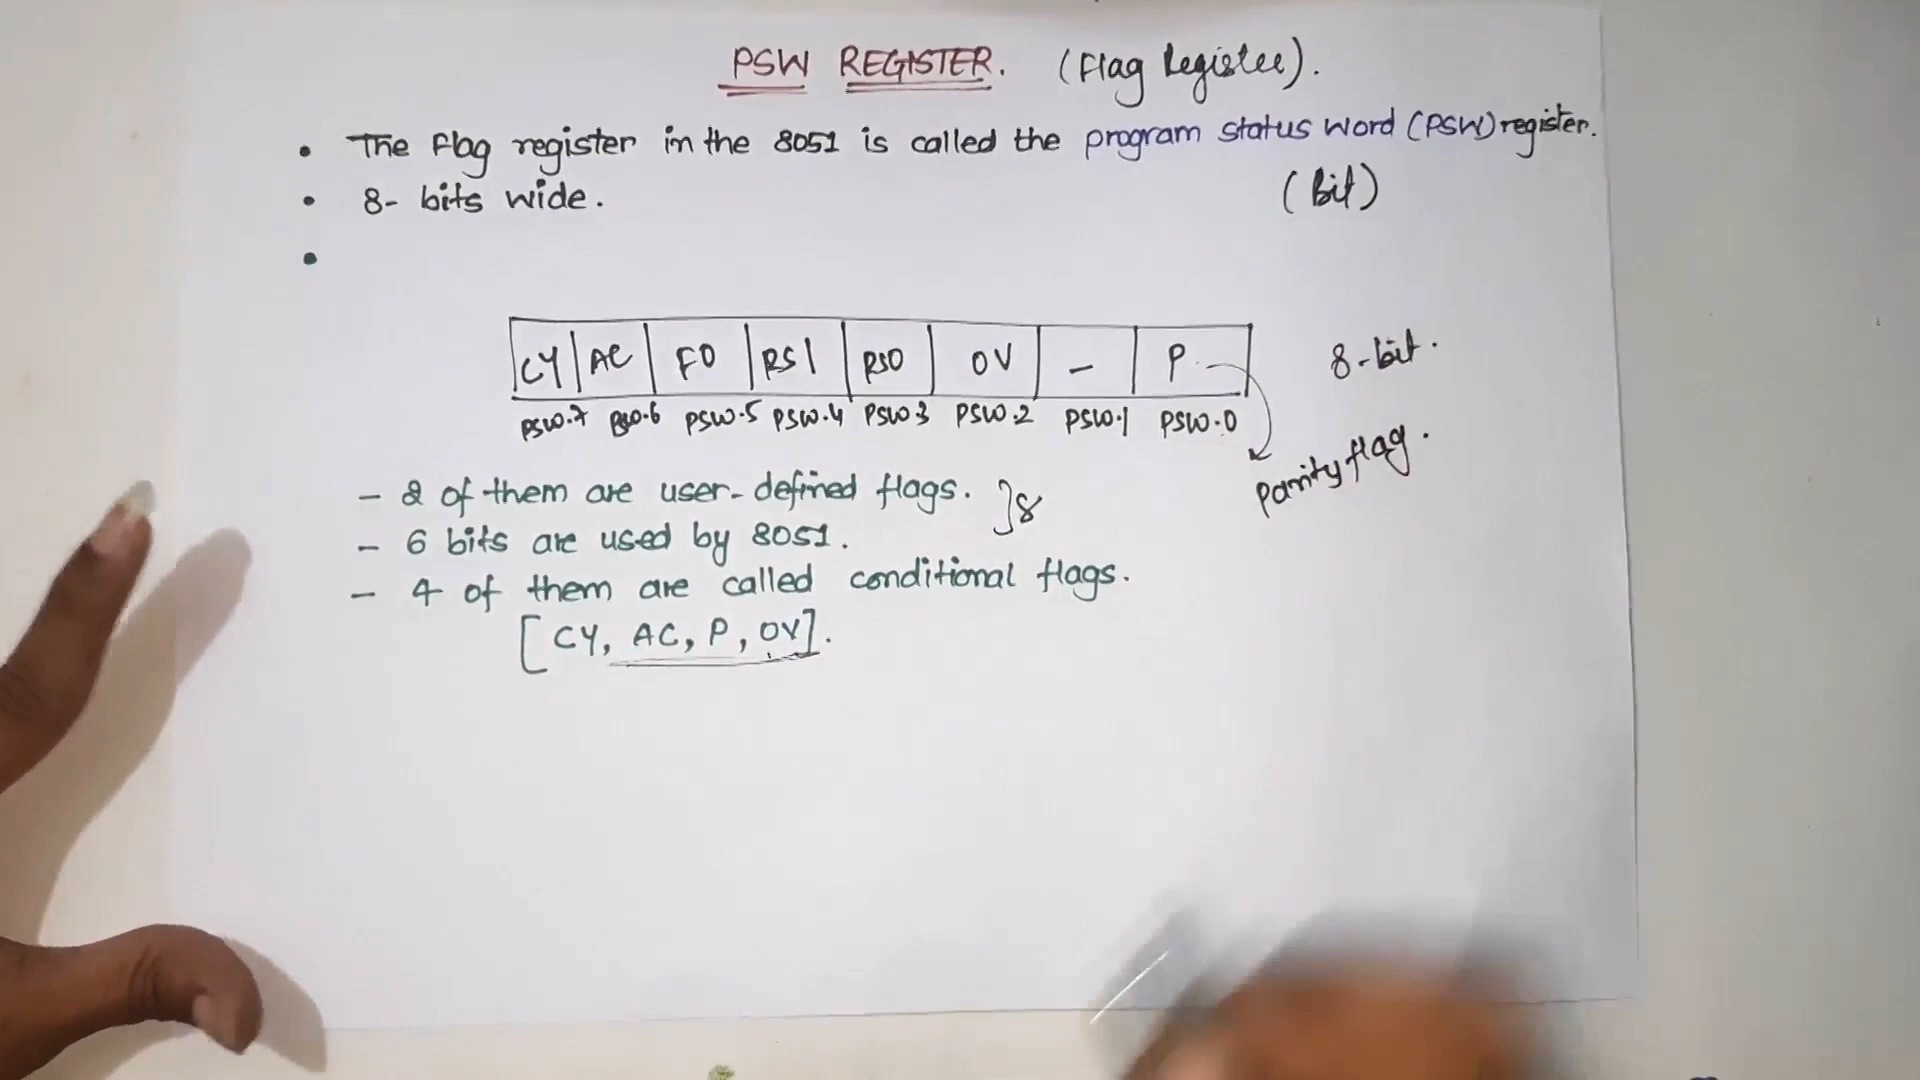 PSW REGISTER. (Flag Register).
• The Flag register in the 8051 is called the program status word (PSW) register.
• 8- bits wide. (Bit)
•
CY | AC | F0 | RS1 | RS0 | OV | - | P 8-bit.
PSW.7 PSW.6 PSW.5 PSW.4 PSW.3 PSW.2 PSW.1 PSW.0
parity flag.
- 2 of them are user-defined flags. ]8
- 6 bits are used by 8051.
- 4 of them are called conditional flags.
[CY, AC, P, OV].